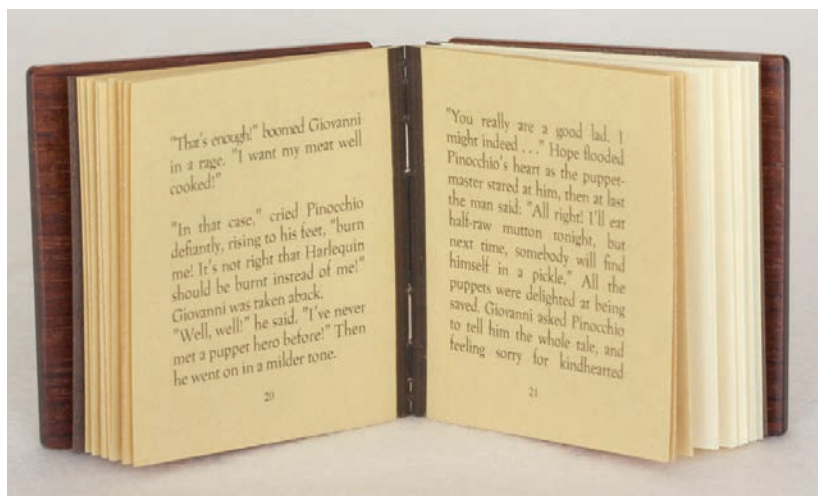 "That's enough!" boomed Giovanni
in a rage. "I want my meat well
cooked!"
"In that case," cried Pinocchio
defiantly, rising to his feet, "burn
me! It's not right that Harlequin
should be burnt instead of me!"
Giovanni was taken aback.
"Well, well!" he said. "I've never
met a puppet hero before!" Then
he went on in a milder tone.
20
"You really are a good lad. I
might indeed . . ." Hope flooded
Pinocchio's heart as the puppet-
master stared at him, then at last
the man said: "All right! I'll eat
half-raw mutton tonight, but
next time, somebody will find
himself in a pickle." All the
puppets were delighted at being
saved. Giovanni asked Pinocchio
to tell him the whole tale, and
feeling sorry for kindhearted
21